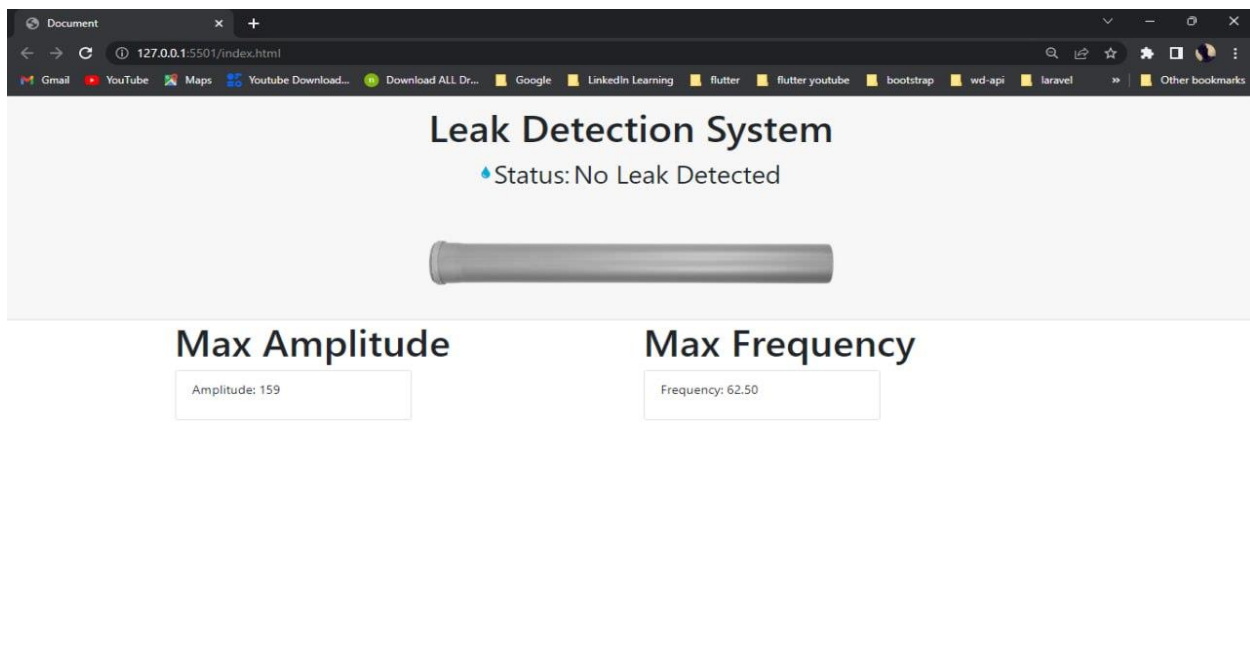 Document
127.0.0.1:5501/index.html
Gmail YouTube Maps Youtube Download... Download ALL Dr... Google LinkedIn Learning flutter flutter youtube bootstrap wd-api laravel » Other bookmarks
Leak Detection System
Status: No Leak Detected
Max Amplitude Max Frequency
Amplitude: 159 Frequency: 62.50